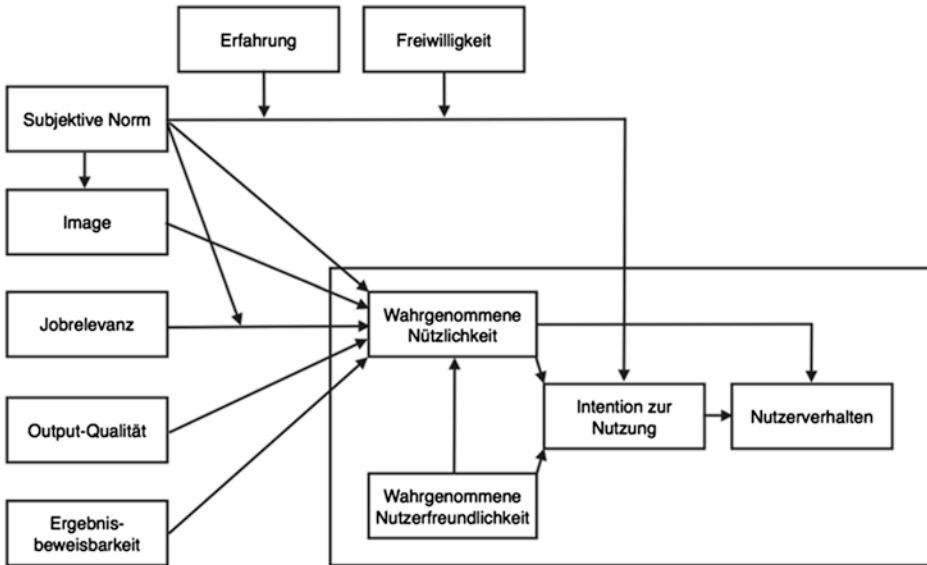 Erfahrung
Freiwilligkeit
Subjektive Norm
Image
Jobrelevanz
Wahrgenommene
Nützlichkeit
Output-Qualität
Intention zur
Nutzung
Nutzerverhalten
Wahrgenommene
Nutzerfreundlichkeit
Ergebnis-
beweisbarkeit